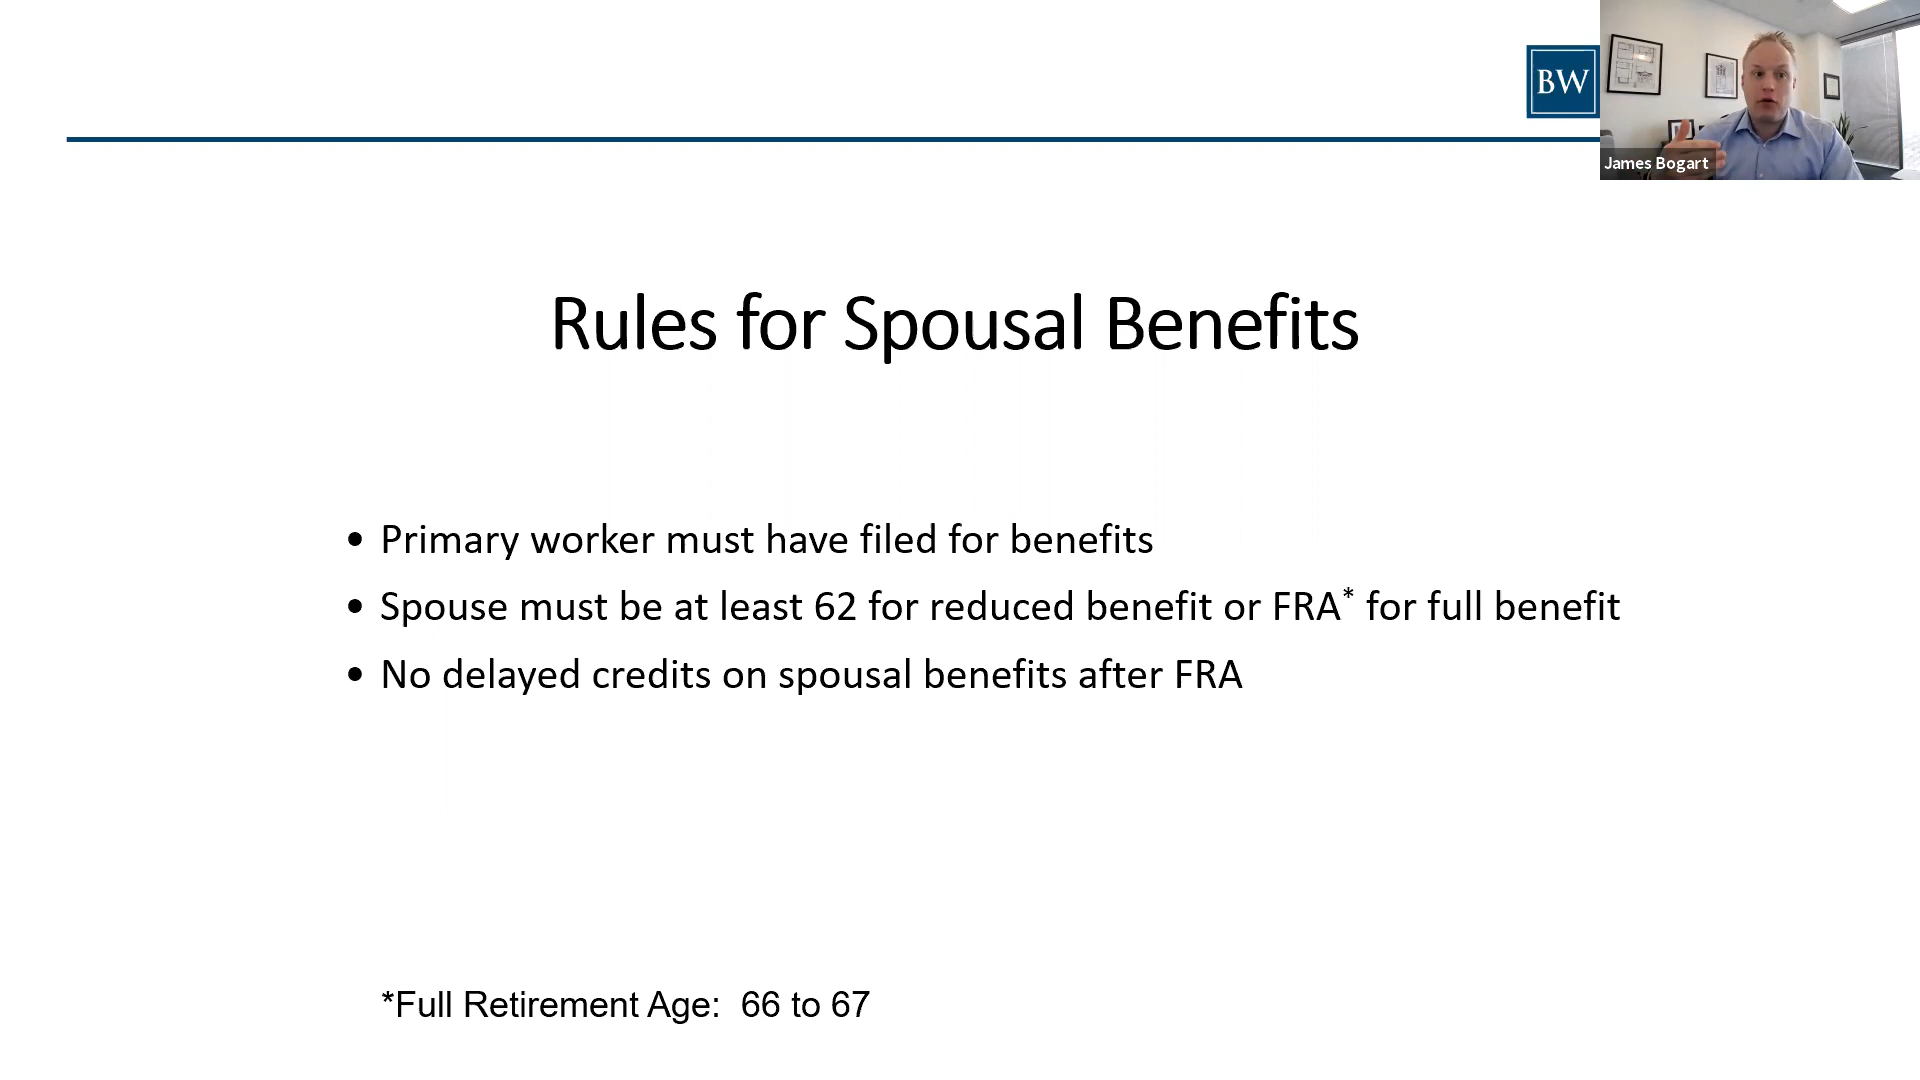 BW
James Bogart
Rules for Spousal Benefits
• Primary worker must have filed for benefits
• Spouse must be at least 62 for reduced benefit or FRA* for full benefit
• No delayed credits on spousal benefits after FRA
*Full Retirement Age:  66 to 67